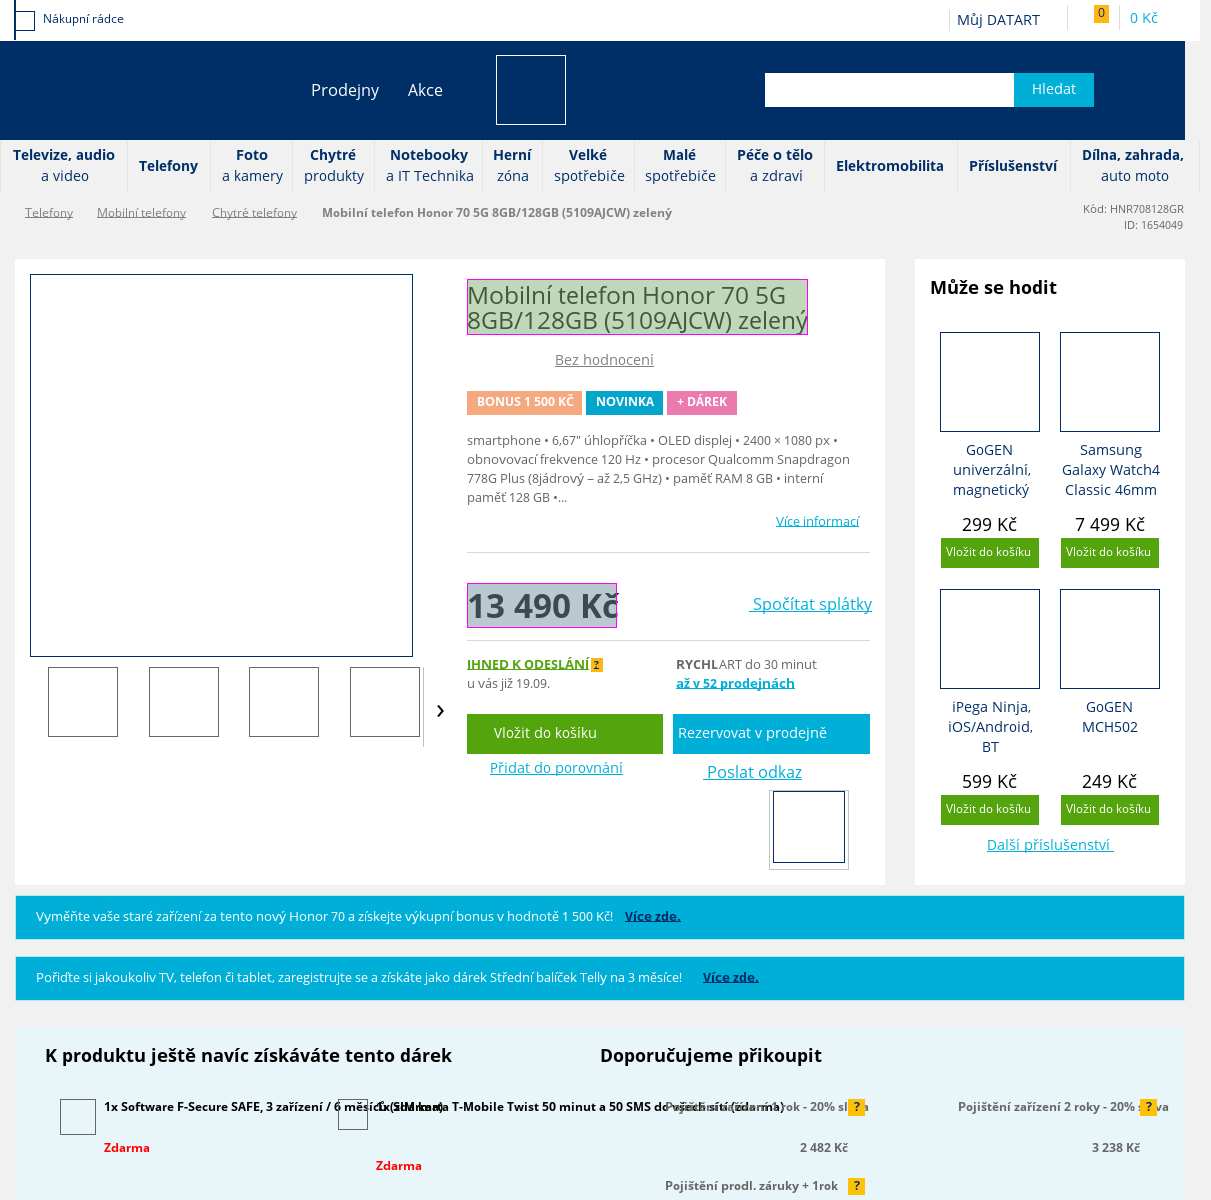 Nákupní rádce
Můj DATART
0
0 Kč
Prodejny
Akce
Hledat
Televize, audio
a video
Telefony
Foto
a kamery
Chytré
produkty
Notebooky
a IT Technika
Herní
zóna
Velké
spotřebiče
Malé
spotřebiče
Péče o tělo
a zdraví
Elektromobilita
Příslušenství
Dílna, zahrada,
auto moto
Telefony
Mobilní telefony
Chytré telefony
Mobilní telefon Honor 70 5G 8GB/128GB (5109AJCW) zelený
Kód: HNR708128GR
ID: 1654049
Mobilní telefon Honor 70 5G
8GB/128GB (5109AJCW) zelený
Bez hodnocení
BONUS 1 500 KČ
NOVINKA
+ DÁREK
smartphone • 6,67" úhlopříčka • OLED displej • 2400 × 1080 px •
obnovovací frekvence 120 Hz • procesor Qualcomm Snapdragon
778G Plus (8jádrový – až 2,5 GHz) • paměť RAM 8 GB • interní
paměť 128 GB •...
Více informací
13 490 Kč
Spočítat splátky
IHNED K ODESLÁNÍ ?
u vás již 19.09.
RYCHLART do 30 minut
až v 52 prodejnách
Vložit do košíku
Rezervovat v prodejně
Přidat do porovnání
Poslat odkaz
Může se hodit
GoGEN
univerzální,
magnetický
299 Kč
Vložit do košíku
Samsung
Galaxy Watch4
Classic 46mm
7 499 Kč
Vložit do košíku
iPega Ninja,
iOS/Android,
BT
599 Kč
Vložit do košíku
GoGEN
MCH502
249 Kč
Vložit do košíku
Další příslušenství
Vyměňte vaše staré zařízení za tento nový Honor 70 a získejte výkupní bonus v hodnotě 1 500 Kč! Více zde.
Pořiďte si jakoukoliv TV, telefon či tablet, zaregistrujte se a získáte jako dárek Střední balíček Telly na 3 měsíce! Více zde.
K produktu ještě navíc získáváte tento dárek
1x Software F-Secure SAFE, 3 zařízení / 6 měsíců (zdarma)
Zdarma
1x SIM karta T-Mobile Twist 50 minut a 50 SMS do všech sítí (zdarma)
Zdarma
Doporučujeme přikoupit
Pojištění zařízení 1 rok - 20% sleva
?
2 482 Kč
Pojištění zařízení 2 roky - 20% sleva
?
3 238 Kč
Pojištění prodl. záruky + 1rok
?